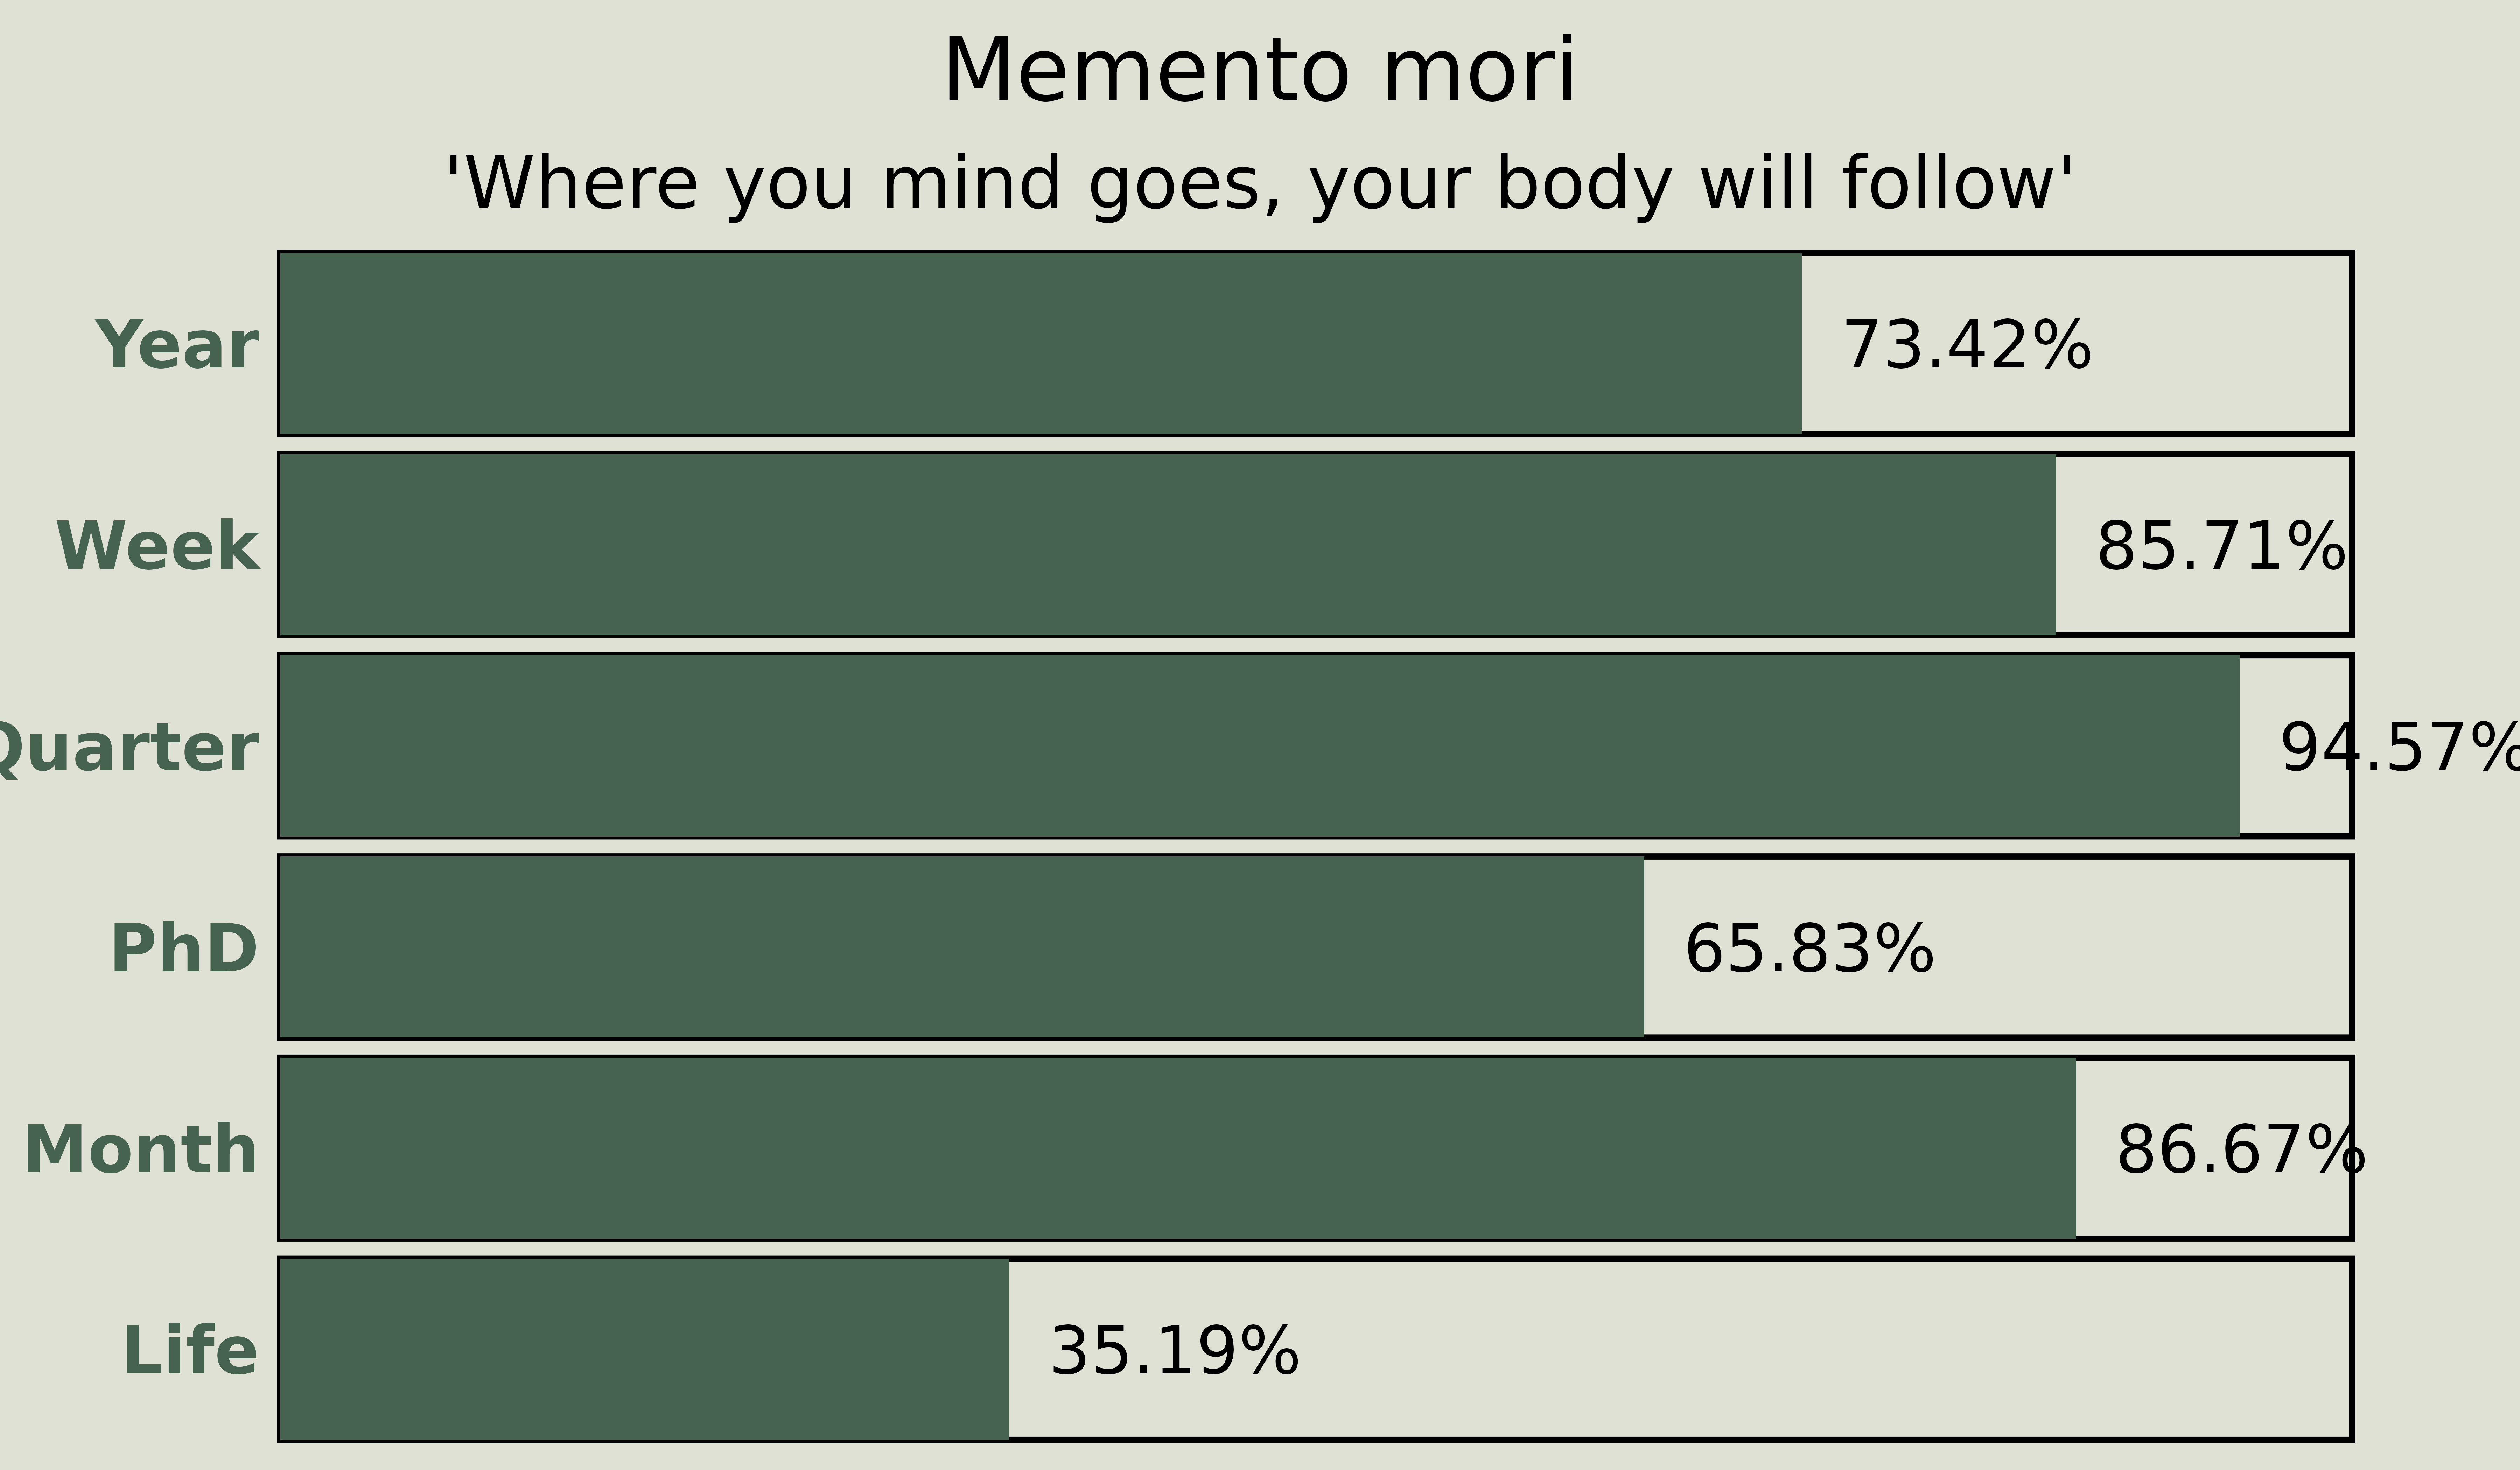 Memento mori
'Where you mind goes, your body will follow'
Year 73.42%
Week 85.71%
Quarter 94.57%
PhD 65.83%
Month 86.67%
Life 35.19%